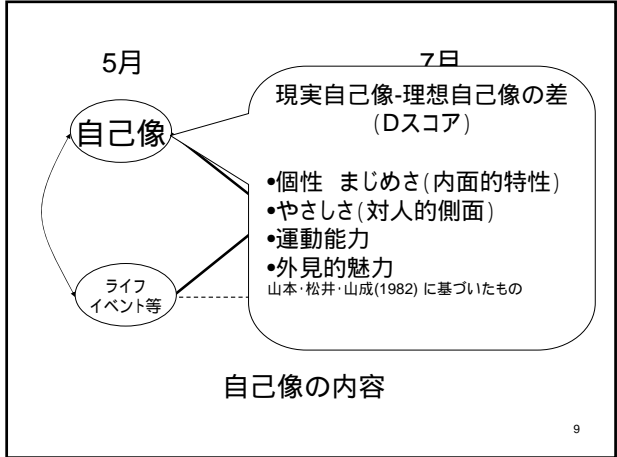 5月
7月
自己像
現実自己像-理想自己像の差
(Dスコア)
•個性 まじめさ(内面的特性)
•やさしさ(対人的側面)
•運動能力
•外見的魅力
山本・松井・山成(1982) に基づいたもの
ライフ
イベント等
自己像の内容
9